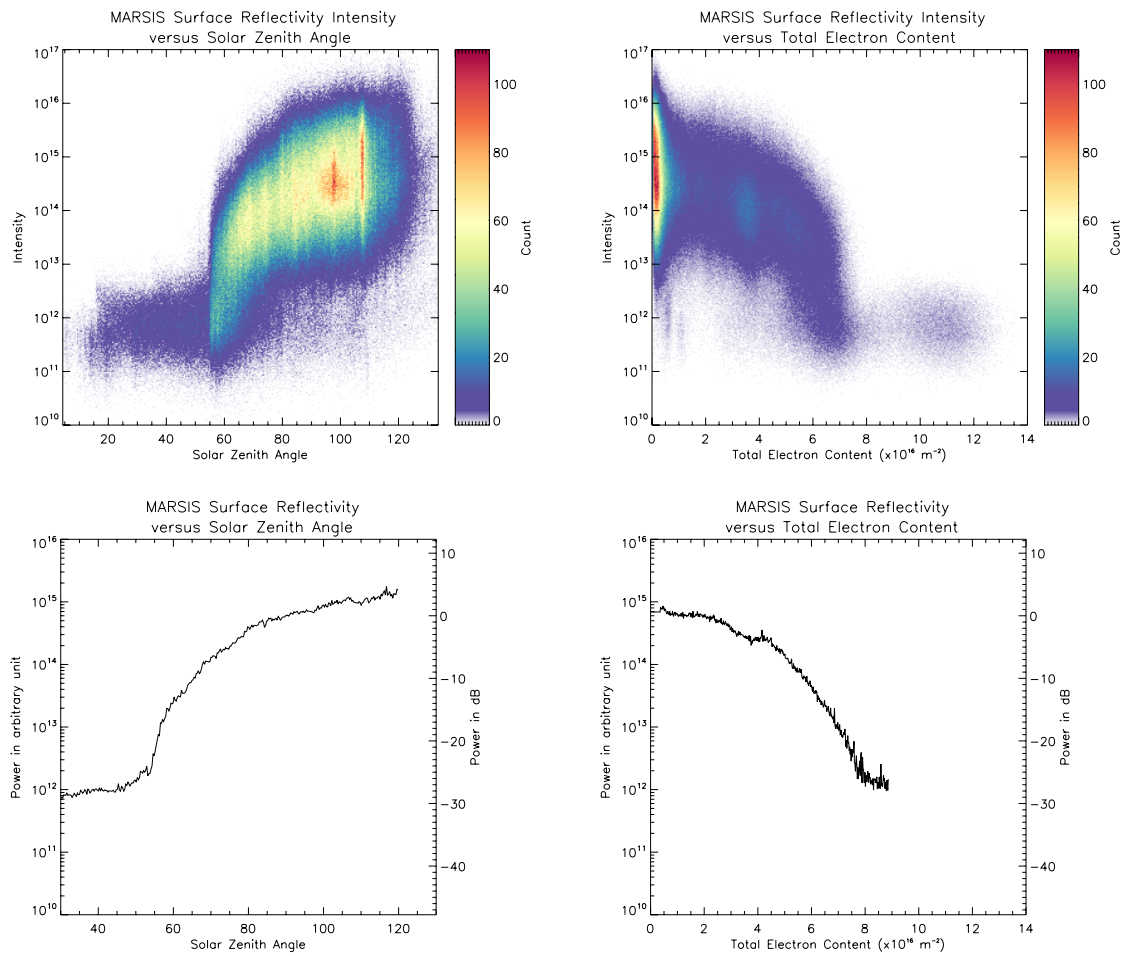 MARSIS Surface Reflectivity Intensity
versus Solar Zenith Angle
10¹⁷
10¹⁶
10¹⁵
10¹⁴
10¹³
10¹²
10¹¹
10¹⁰
Intensity
20 40 60 80 100 120
Solar Zenith Angle
100
80
60
40
20
0
Count
MARSIS Surface Reflectivity Intensity
versus Total Electron Content
10¹⁷
10¹⁶
10¹⁵
10¹⁴
10¹³
10¹²
10¹¹
10¹⁰
Intensity
0 2 4 6 8 10 12 14
Total Electron Content (x10¹⁶ m⁻²)
100
80
60
40
20
0
Count
MARSIS Surface Reflectivity
versus Solar Zenith Angle
10¹⁶
10¹⁵
10¹⁴
10¹³
10¹²
10¹¹
10¹⁰
Power in arbitrary unit
40 60 80 100 120
Solar Zenith Angle
10
0
−10
−20
−30
−40
Power in dB
MARSIS Surface Reflectivity
versus Total Electron Content
10¹⁶
10¹⁵
10¹⁴
10¹³
10¹²
10¹¹
10¹⁰
Power in arbitrary unit
0 2 4 6 8 10 12 14
Total Electron Content (x10¹⁶ m⁻²)
10
0
−10
−20
−30
−40
Power in dB